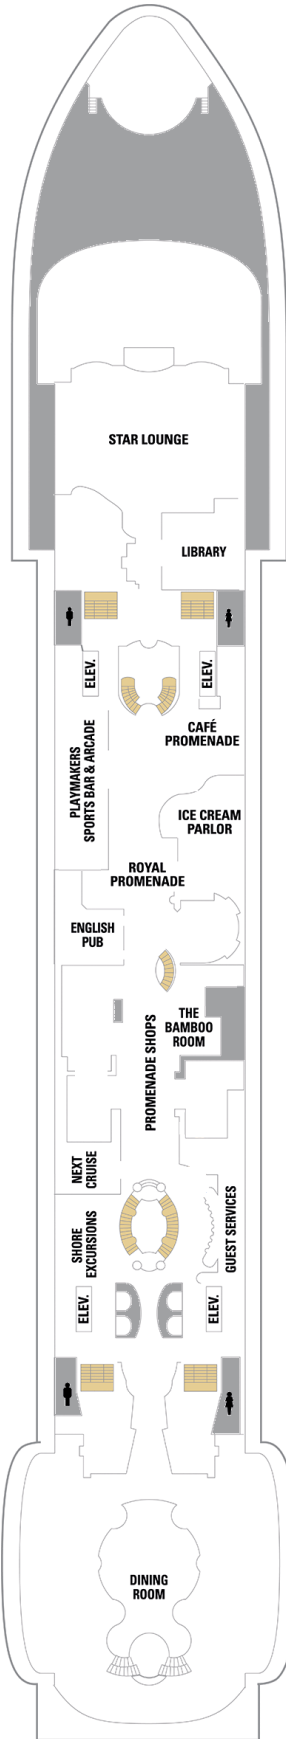 STAR LOUNGE
LIBRARY
ELEV.
ELEV.
CAFÉ
PROMENADE
PLAYMAKERS
SPORTS BAR & ARCADE
ICE CREAM
PARLOR
ROYAL
PROMENADE
ENGLISH
PUB
THE
BAMBOO
ROOM
PROMENADE SHOPS
NEXT
CRUISE
GUEST SERVICES
SHORE
EXCURSIONS
ELEV.
ELEV.
DINING
ROOM